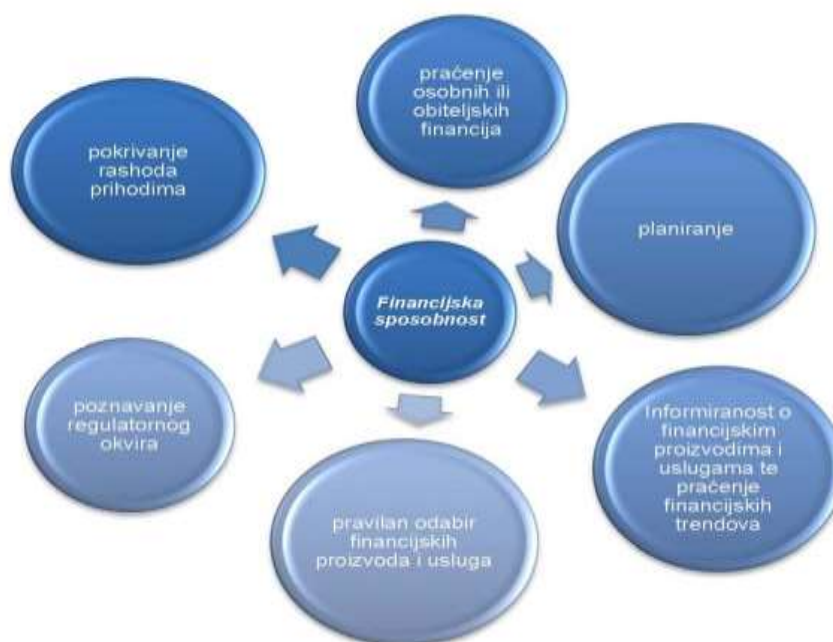 praćenje
osobnih ili
obiteljskih
financija
pokrivanje
rashoda
prihodima
planiranje
Financijska
sposobnost
poznavanje
regulatornog
okvira
Informiranost o
financijskim
proizvodima i
uslugama te
praćenje
financijskih
trendova
pravilan odabir
financijskih
proizvoda i usluga